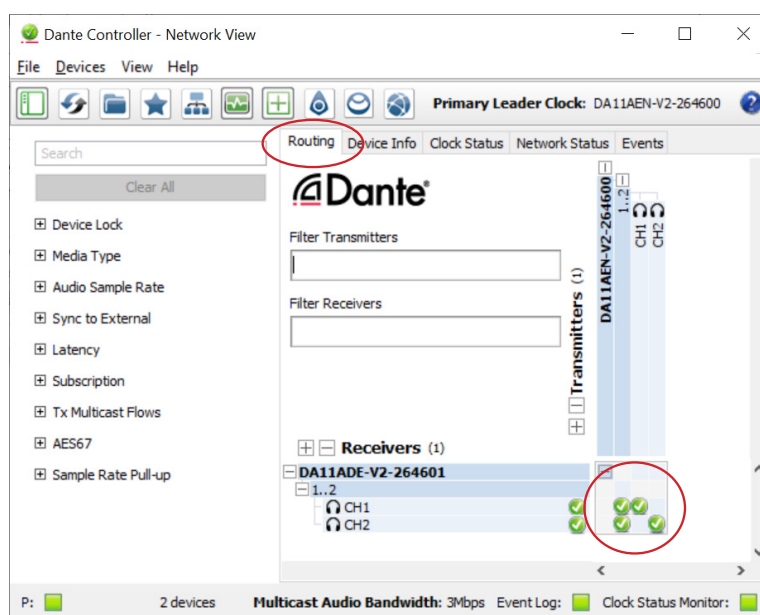 Dante Controller - Network View
File Devices View Help
Primary Leader Clock: DA11AEN-V2-264600 ?
Search
Clear All
Device Lock
Media Type
Audio Sample Rate
Sync to External
Latency
Subscription
Tx Multicast Flows
AES67
Sample Rate Pull-up
Routing Device Info Clock Status Network Status Events
Dante®
Filter Transmitters
Filter Receivers
Transmitters (1)
DA11AEN-V2-264600
1..2
CH1
CH2
Receivers (1)
DA11ADE-V2-264601
1..2
CH1
CH2
P: 2 devices Multicast Audio Bandwidth: 3Mbps Event Log: Clock Status Monitor: